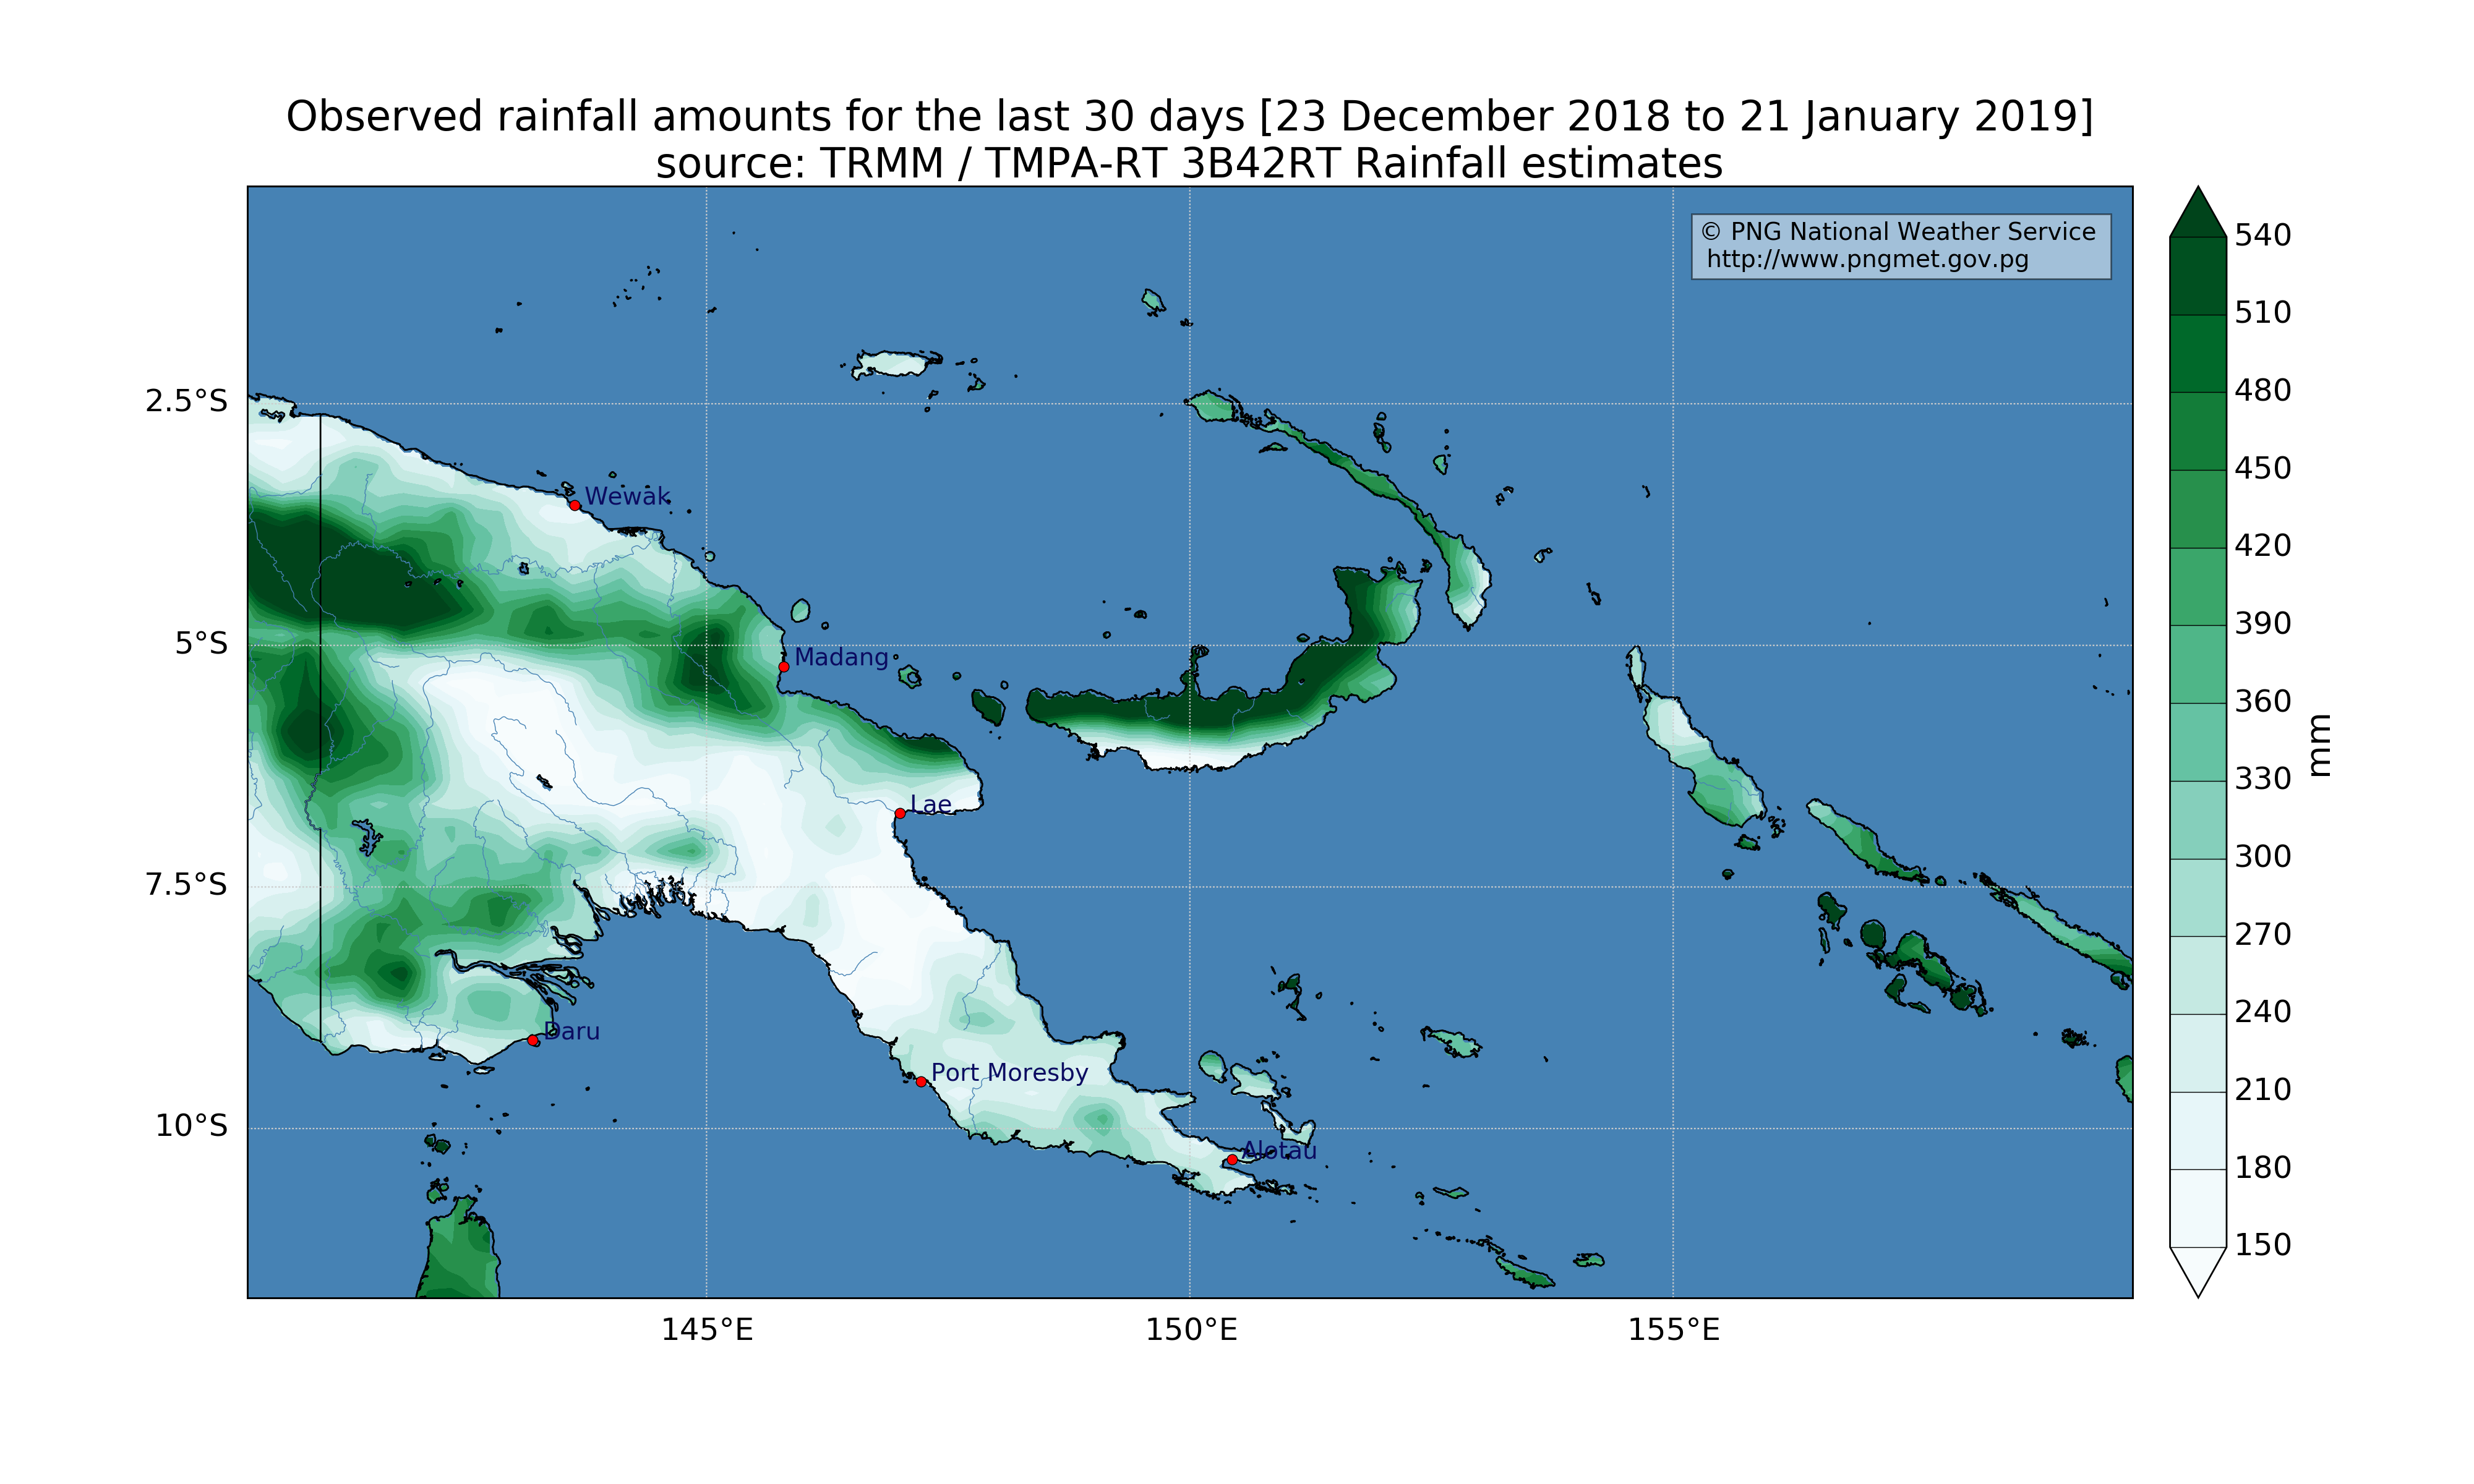 Observed rainfall amounts for the last 30 days [23 December 2018 to 21 January 2019]
source: TRMM / TMPA-RT 3B42RT Rainfall estimates
© PNG National Weather Service
http://www.pngmet.gov.pg
2.5°S
5°S
7.5°S
10°S
Wewak
Madang
Lae
Daru
Port Moresby
Alotau
145°E
150°E
155°E
540
510
480
450
420
390
360
330
300
270
240
210
180
150
mm